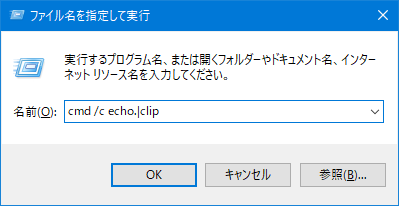 ファイル名を指定して実行
実行するプログラム名、または開くフォルダーやドキュメント名、インター
ネット リソース名を入力してください。
名前(O): cmd /c echo.|clip
OK キャンセル 参照(B)...